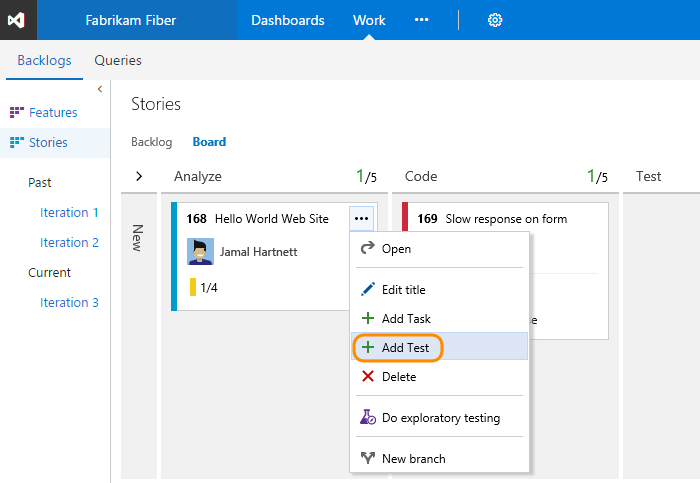 Fabrikam Fiber Dashboards Work
Backlogs Queries
Features
Stories
Past
Iteration 1
Iteration 2
Current
Iteration 3
Stories
Backlog Board
Analyze 1/5 Code 1/5 Test
New
168 Hello World Web Site
Jamal Hartnett
1/4
169 Slow response on form
Open
Edit title
Add Task
Add Test
Delete
Do exploratory testing
New branch